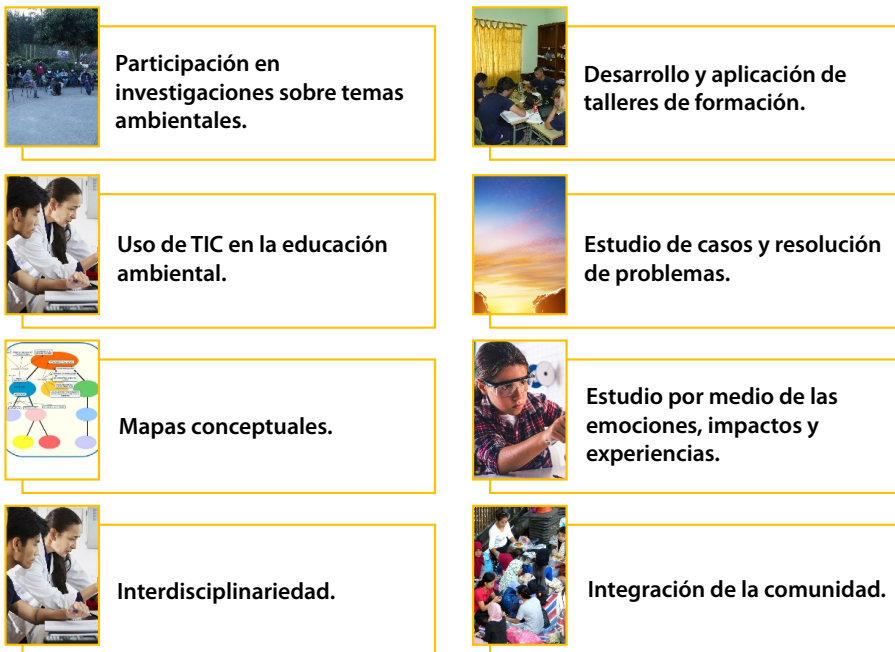 Participación en
investigaciones sobre temas
ambientales.
Desarrollo y aplicación de
talleres de formación.
Uso de TIC en la educación
ambiental.
Estudio de casos y resolución
de problemas.
Mapas conceptuales.
Estudio por medio de las
emociones, impactos y
experiencias.
Interdisciplinariedad.
Integración de la comunidad.